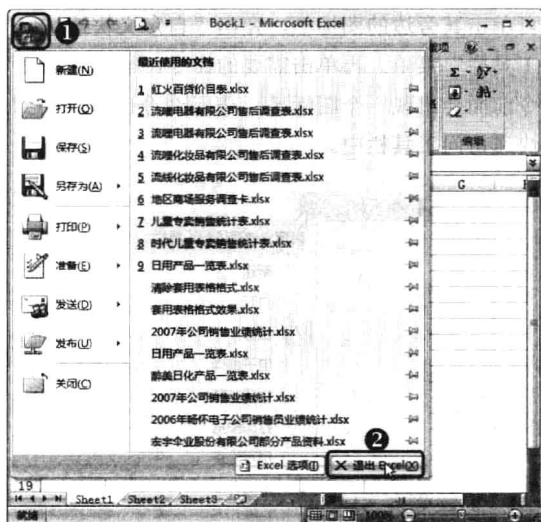 ❶
Book1 - Microsoft Excel
最近使用的文档
新建(N)
打开(O)
保存(S)
另存为(A)
打印(P)
准备(E)
发送(D)
发布(U)
关闭(C)
1 红火百货价目表.xlsx
2 流曈电器有限公司售后调查表.xlsx
3 流曈电器有限公司售后调查表.xlsx
4 流线化妆品有限公司售后调查表.xlsx
5 流线化妆品有限公司售后调查表.xlsx
6 地区商场服务调查卡.xlsx
7 儿童专卖销售统计表.xlsx
8 时代儿童专卖销售统计表.xlsx
9 日用产品一览表.xlsx
清除套用表格格式.xlsx
套用表格格式效果.xlsx
2007年公司销售业绩统计.xlsx
日用产品一览表.xlsx
醉美日化产品一览表.xlsx
2007年公司销售业绩统计.xlsx
2006年畅怀电子公司销售员业绩统计.xlsx
左宇伞业股份有限公司部分产品资料.xlsx
❷
Excel 选项(I)
退出 Excel(X)
Σ
编辑
G
19
Sheet1 Sheet2 Sheet3
就绪
100%